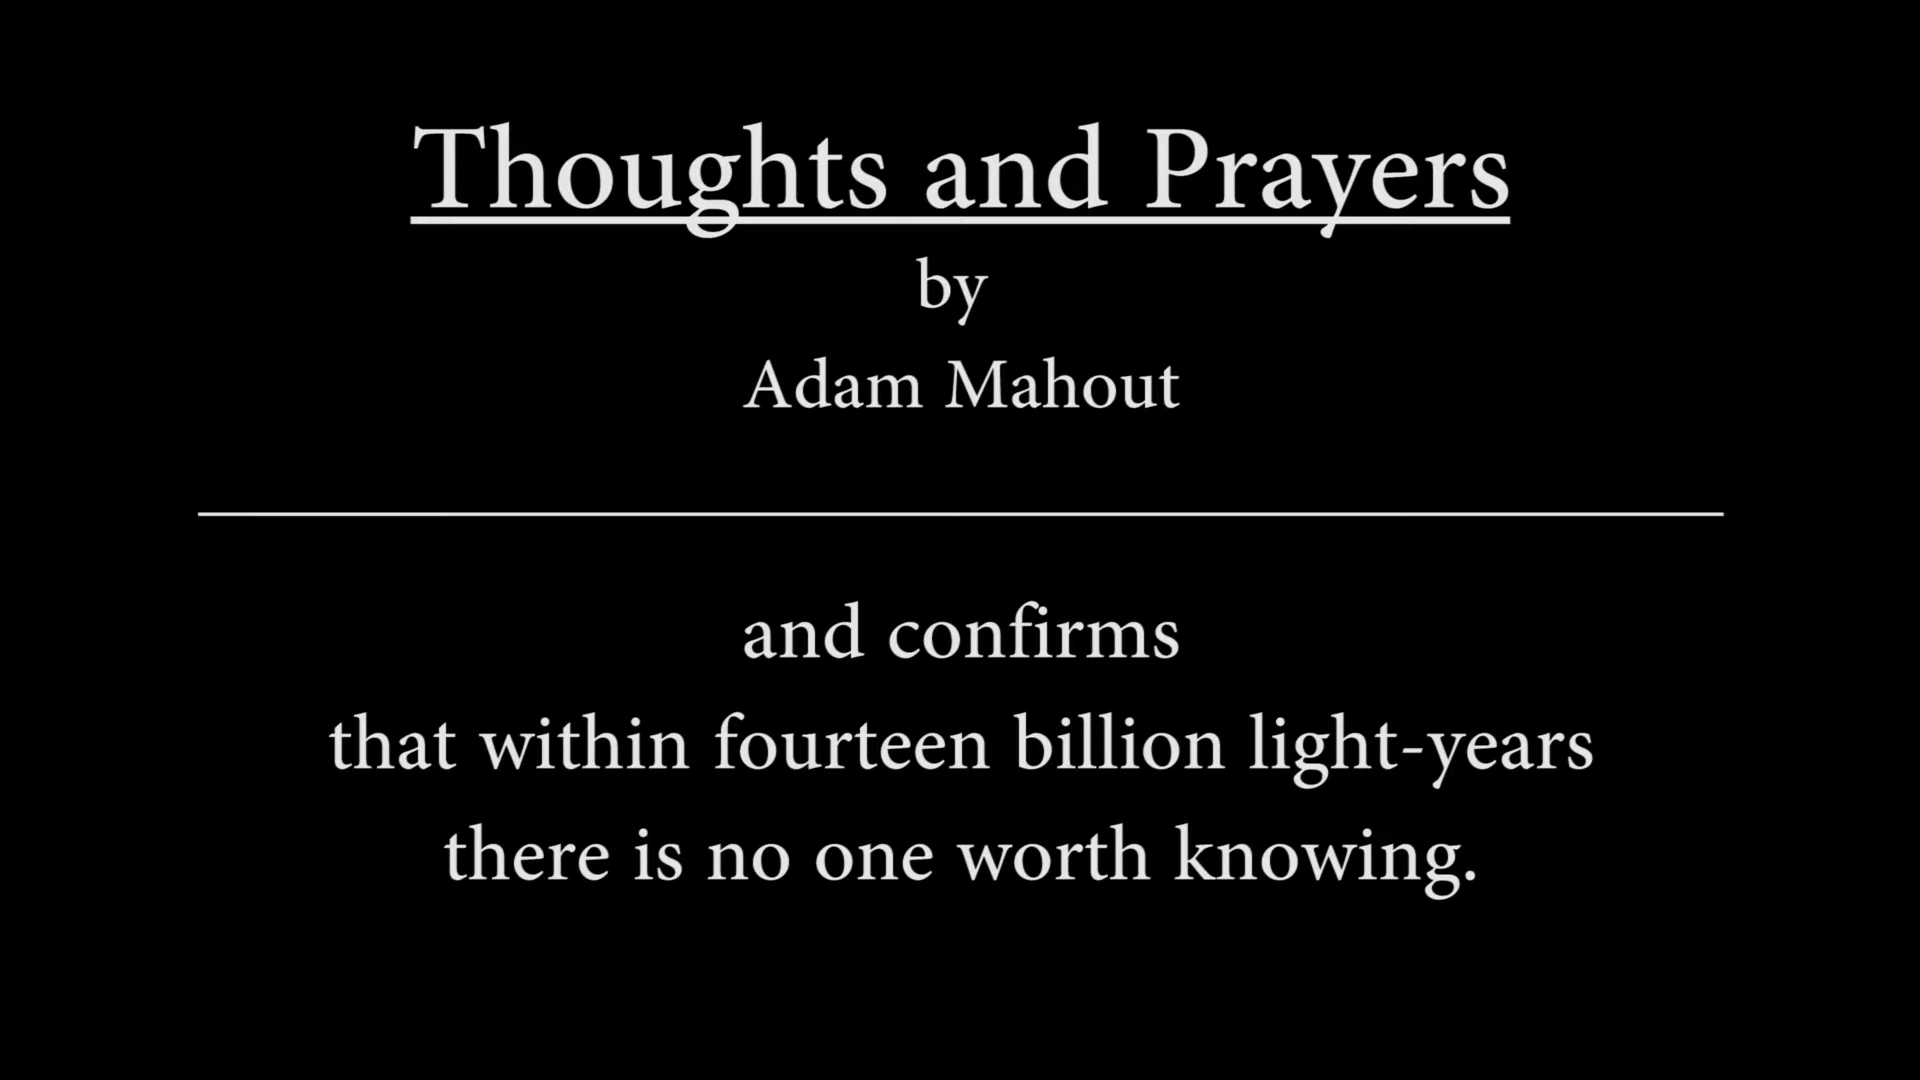 Thoughts and Prayers
by
Adam Mahout
and confirms
that within fourteen billion light-years
there is no one worth knowing.